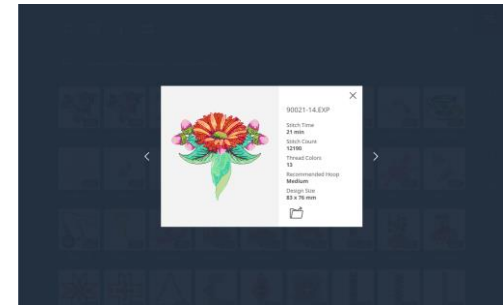 90021-14.EXP
Stitch Time
21 min
Stitch Count
12196
Thread Colors
13
Recommended Hoop
Medium
Design Size
83 x 76 mm